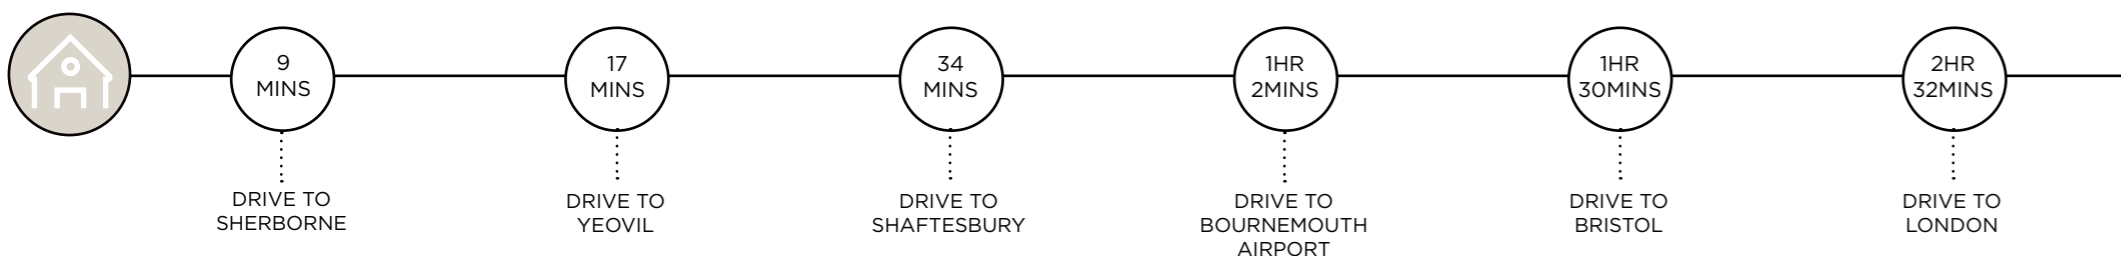 9
MINS
DRIVE TO
SHERBORNE
17
MINS
DRIVE TO
YEOVIL
34
MINS
DRIVE TO
SHAFTESBURY
1HR
2MINS
DRIVE TO
BOURNEMOUTH
AIRPORT
1HR
30MINS
DRIVE TO
BRISTOL
2HR
32MINS
DRIVE TO
LONDON